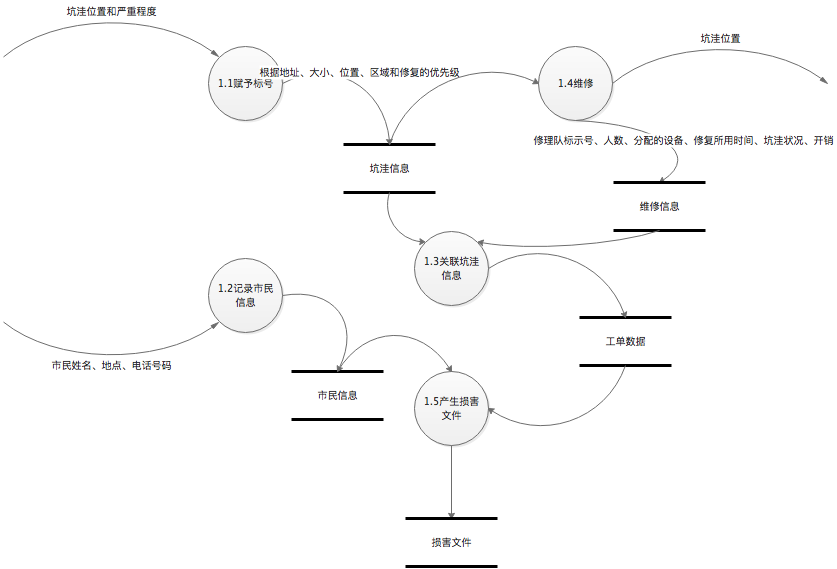 坑洼位置和严重程度
坑洼位置
根据地址、大小、位置、区域和修复的优先级
1.1赋予标号
1.4维修
修理队标示号、人数、分配的设备、修复所用时间、坑洼状况、开销
坑洼信息
维修信息
1.3关联坑洼
信息
1.2记录市民
信息
工单数据
市民姓名、地点、电话号码
市民信息
1.5产生损害
文件
损害文件